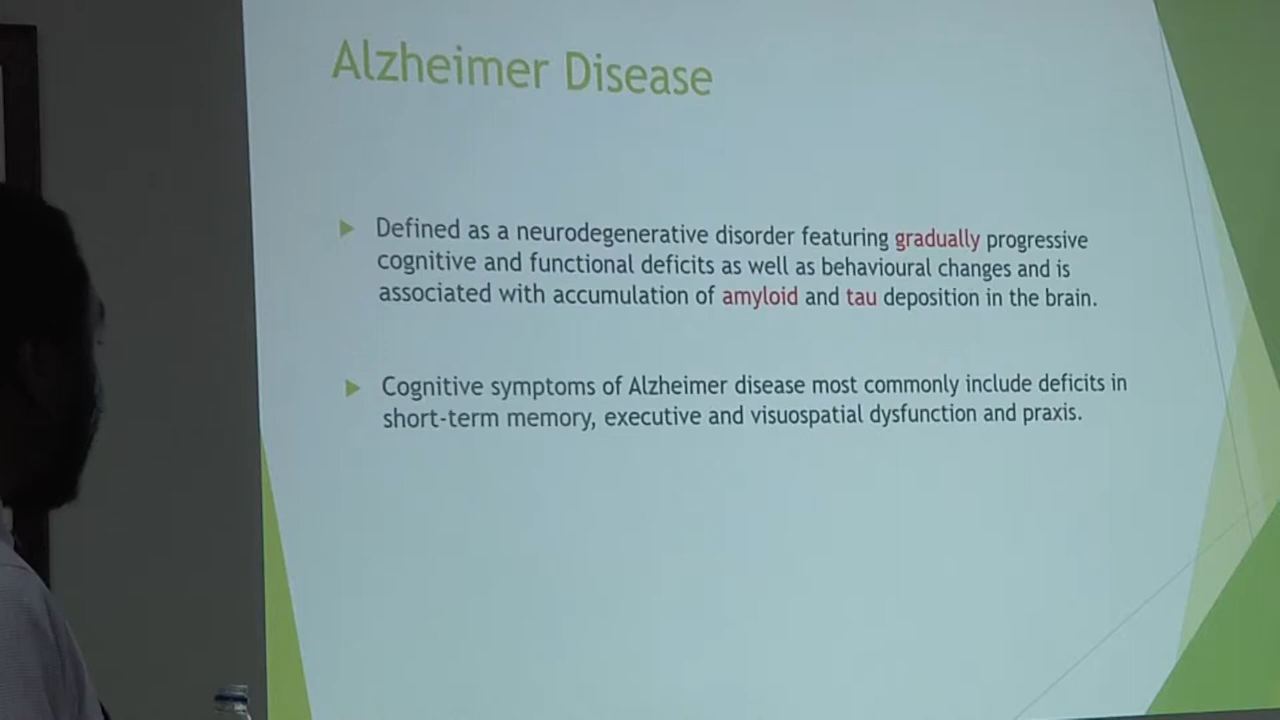 Alzheimer Disease
Defined as a neurodegenerative disorder featuring gradually progressive
cognitive and functional deficits as well as behavioural changes and is
associated with accumulation of amyloid and tau deposition in the brain.
Cognitive symptoms of Alzheimer disease most commonly include deficits in
short-term memory, executive and visuospatial dysfunction and praxis.